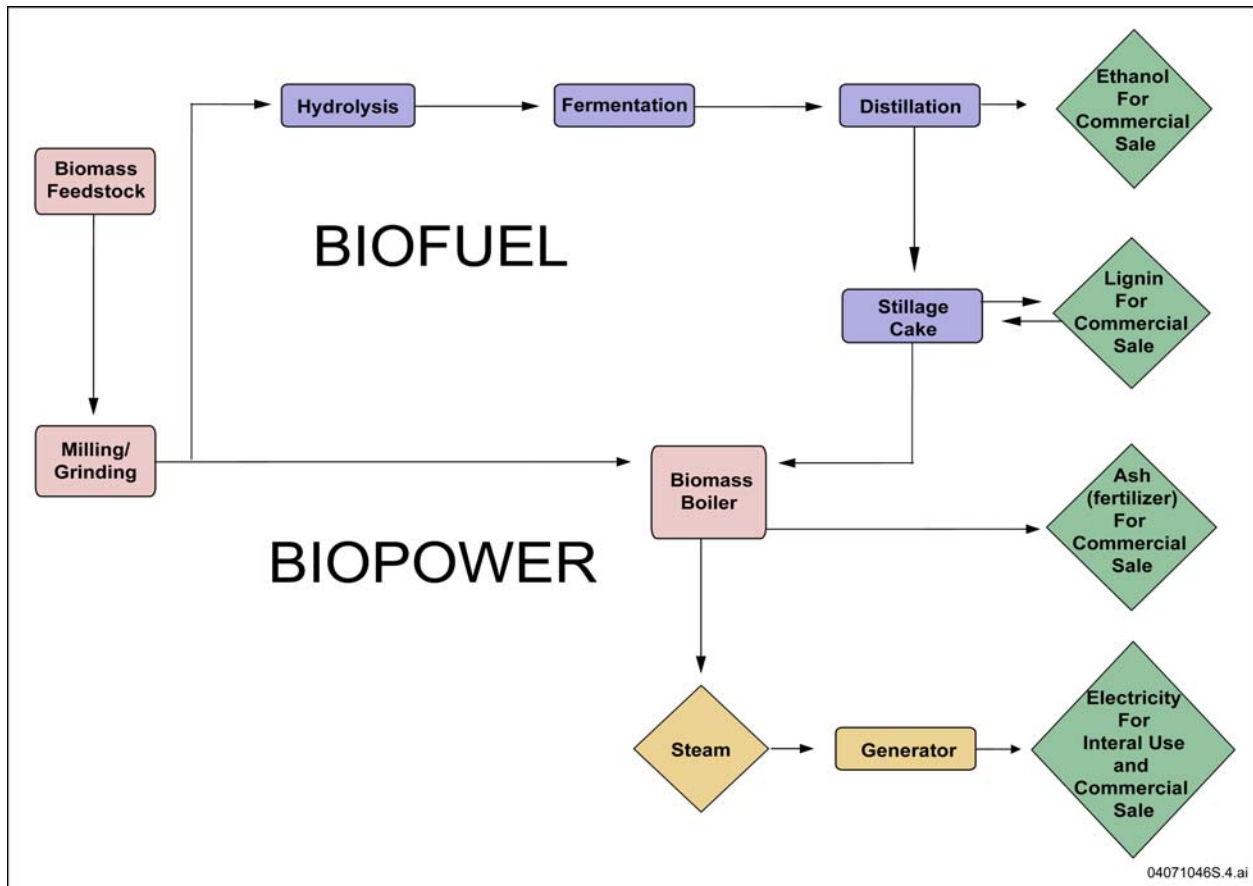 Hydrolysis
Fermentation
Distillation
Ethanol
For
Commercial
Sale
Biomass
Feedstock
BIOFUEL
Stillage
Cake
Lignin
For
Commercial
Sale
Milling/
Grinding
Biomass
Boiler
Ash
(fertilizer)
For
Commercial
Sale
BIOPOWER
Steam
Generator
Electricity
For
Interal Use
and
Commercial
Sale
04071046S.4.ai